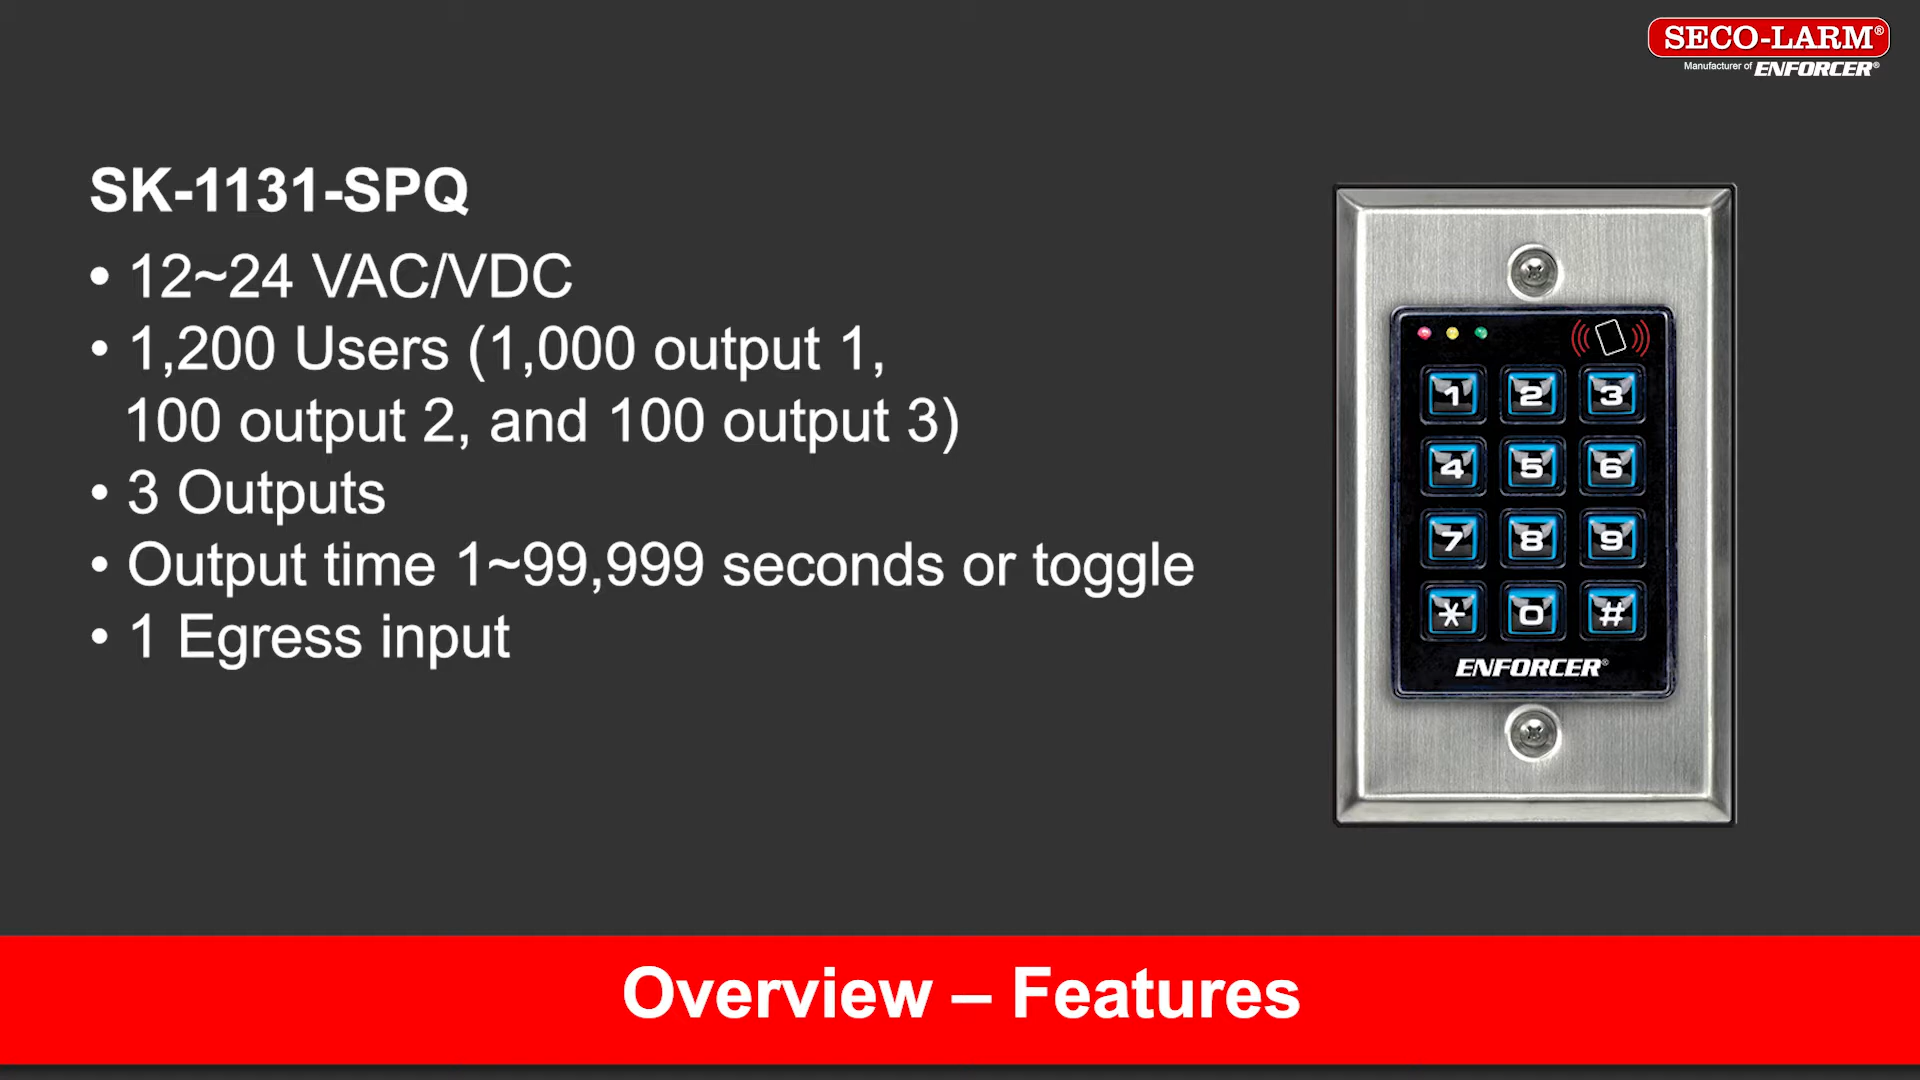 SECO-LARM®
Manufacturer of ENFORCER®
SK-1131-SPQ
• 12~24 VAC/VDC
• 1,200 Users (1,000 output 1,
100 output 2, and 100 output 3)
• 3 Outputs
• Output time 1~99,999 seconds or toggle
• 1 Egress input
1 2 3
4 5 6
7 8 9
* 0 #
ENFORCER®
Overview – Features